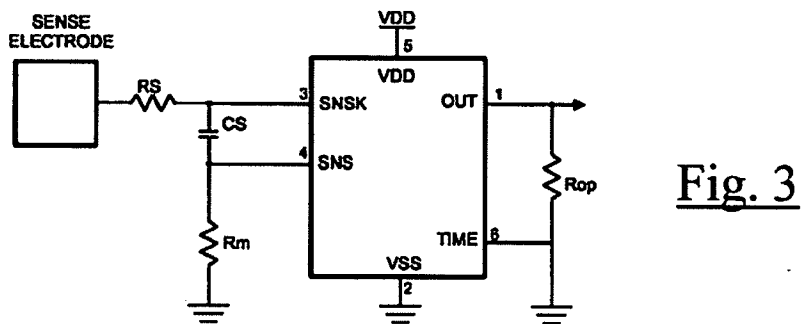 SENSE
ELECTRODE
RS
CS
Rm
3
SNSK
4
SNS
VDD
5
VDD
OUT
1
TIME
6
VSS
2
Rop
Fig. 3